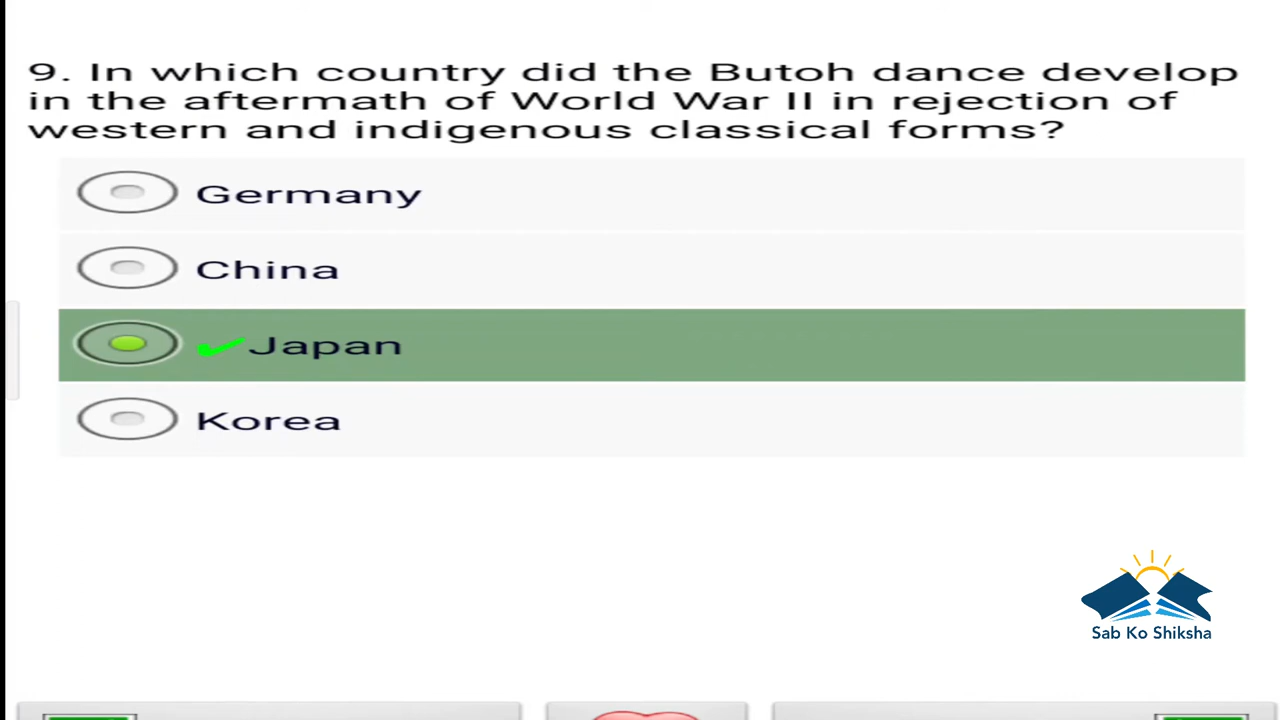 9. In which country did the Butoh dance develop
in the aftermath of World War II in rejection of
western and indigenous classical forms?
Germany
China
Japan
Korea
Sab Ko Shiksha